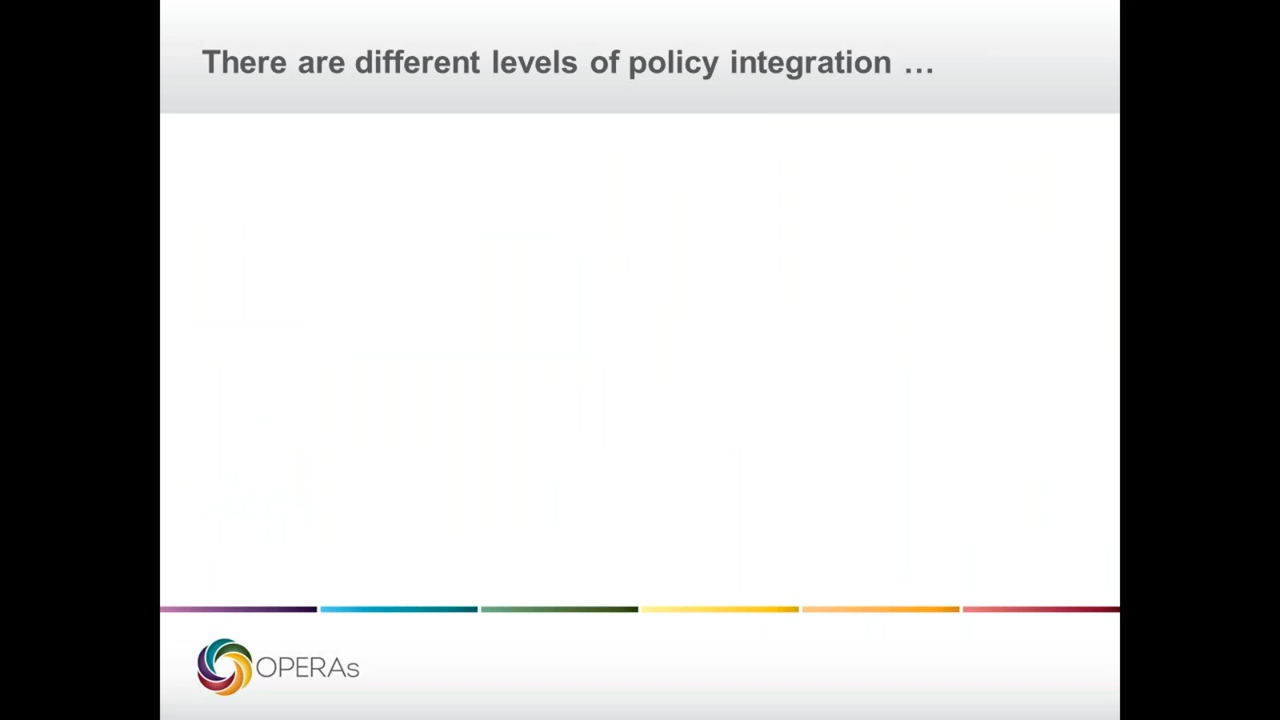 There are different levels of policy integration …
OPERAs